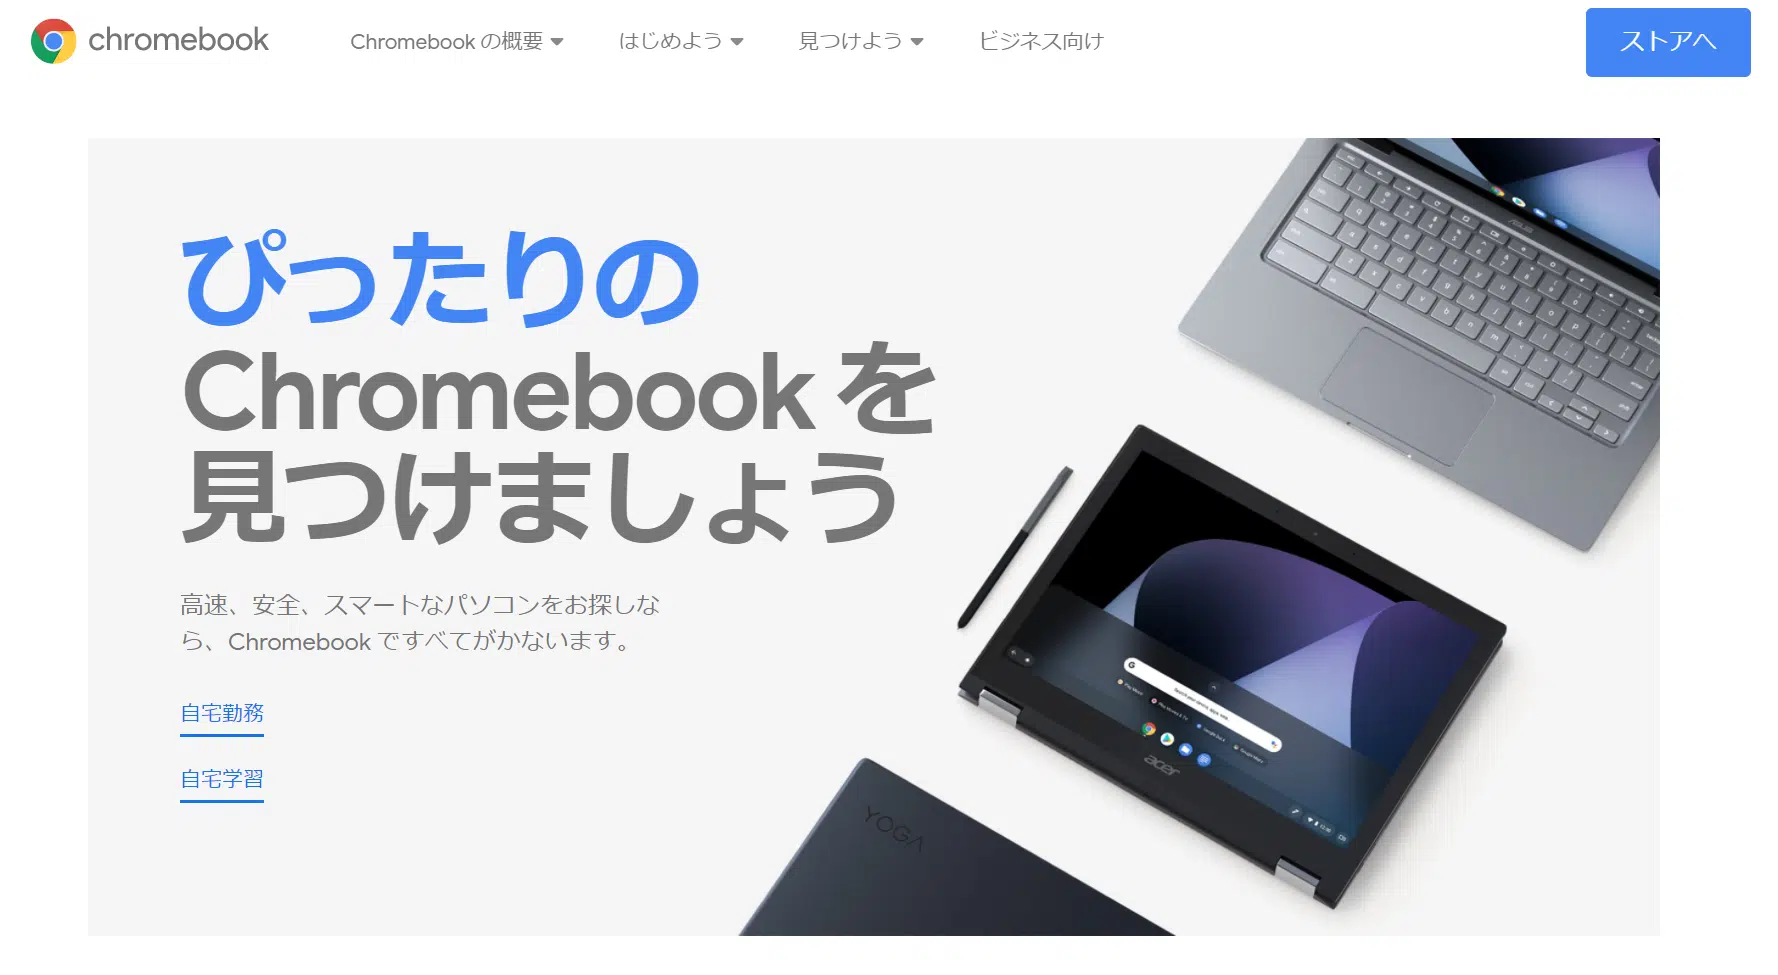 chromebook
Chromebook の概要
はじめよう
見つけよう
ビジネス向け
ストアへ
ぴったりの
Chromebook を
見つけましょう
高速、安全、スマートなパソコンをお探しな
ら、Chromebook ですべてがかないます。
自宅勤務
自宅学習
ASUS
acer
YOGA